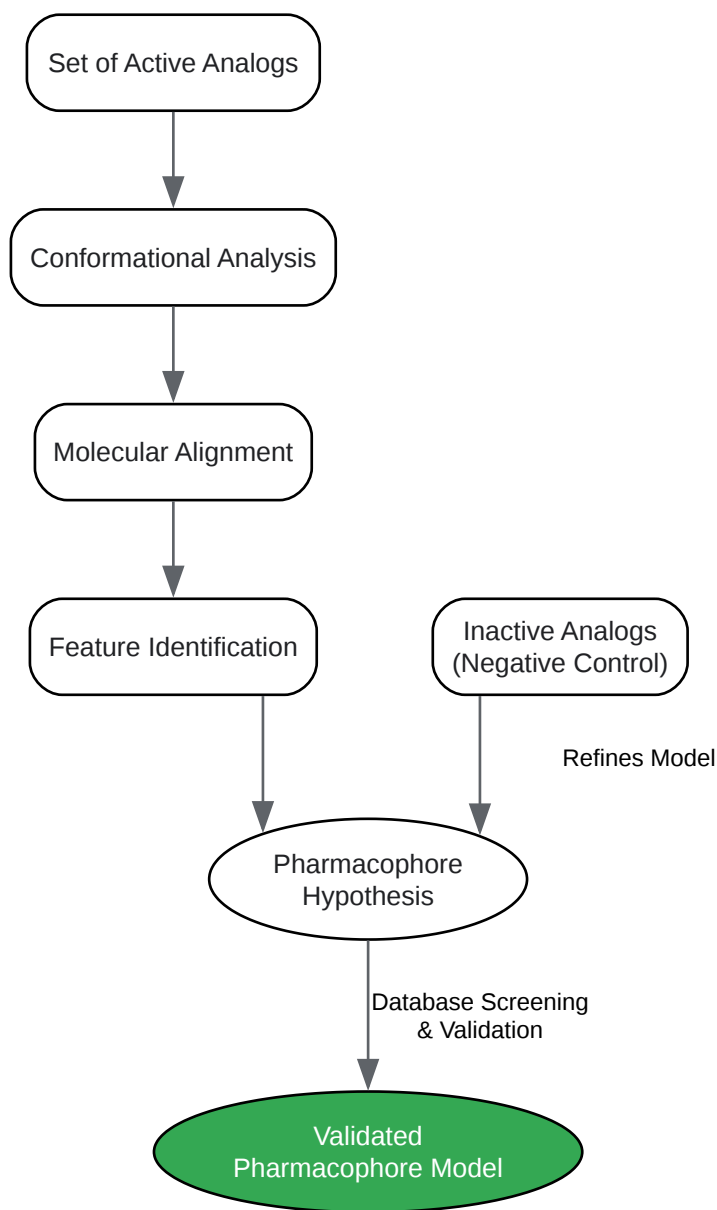 Set of Active Analogs
Conformational Analysis
Molecular Alignment
Feature Identification
Inactive Analogs
(Negative Control)
Refines Model
Pharmacophore
Hypothesis
Database Screening
& Validation
Validated
Pharmacophore Model